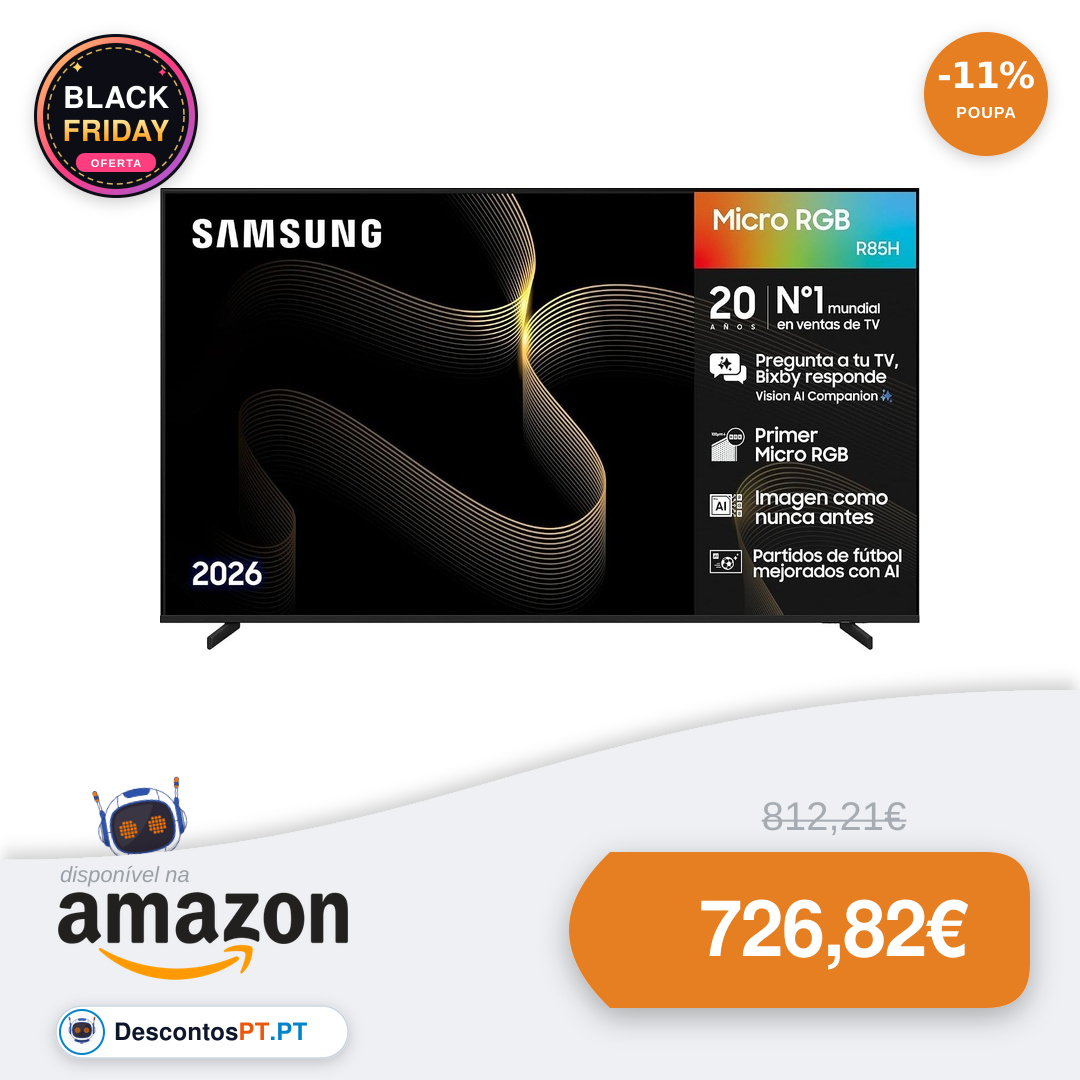 BLACK
FRIDAY
OFERTA
-11%
POUPA
SAMSUNG
2026
Micro RGB
R85H
20
AÑOS
Nº1 mundial
en ventas de TV
Pregunta a tu TV,
Bixby responde
Vision AI Companion
Primer
Micro RGB
AI
Imagen como
nunca antes
Partidos de fútbol
mejorados con AI
812,21€
726,82€
disponível na
amazon
DescontosPT.PT